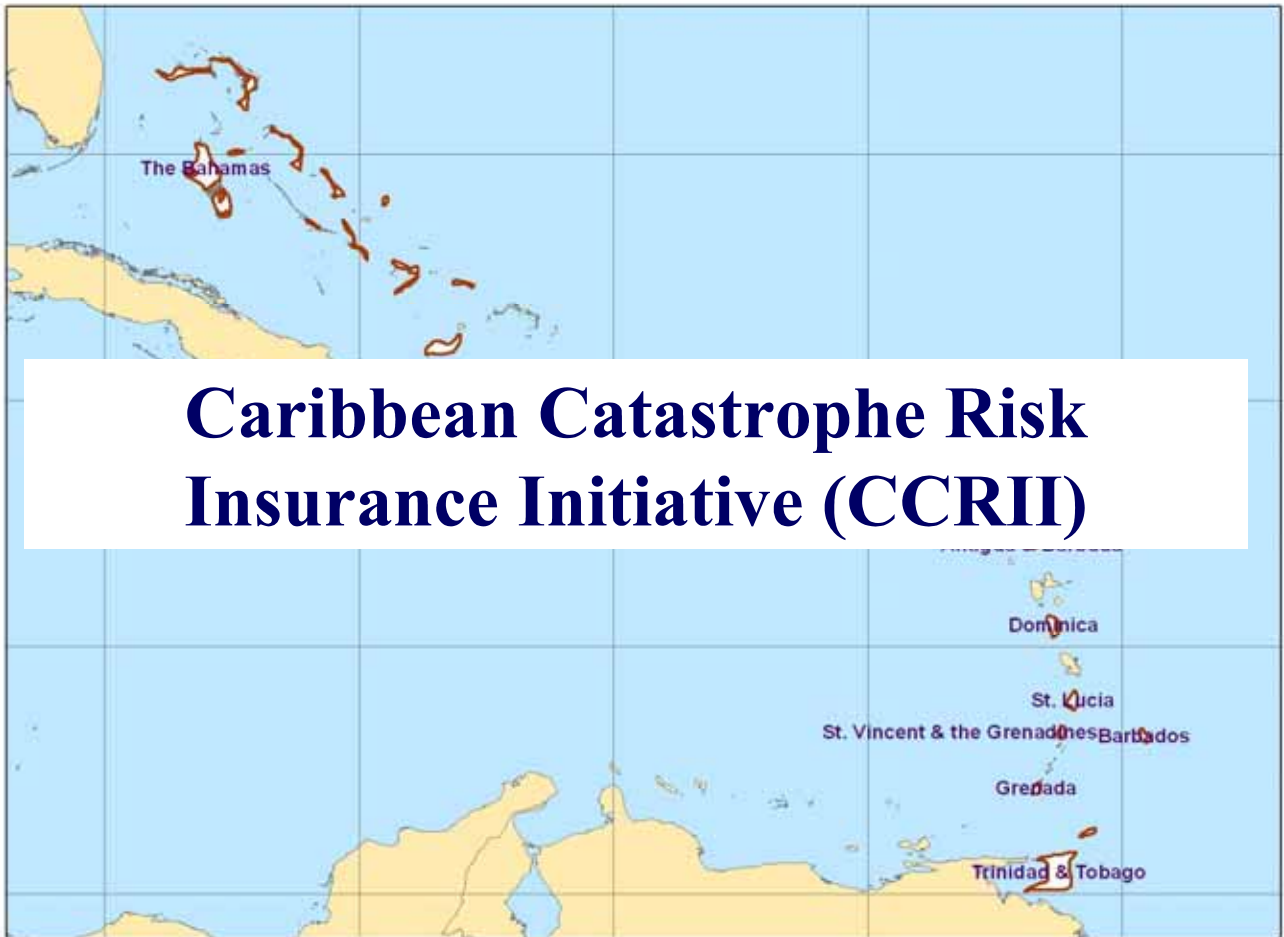 The Bahamas
Caribbean Catastrophe Risk
Insurance Initiative (CCRII)
Dominica
St. Lucia
St. Vincent & the Grenadines
Barbados
Grenada
Trinidad & Tobago